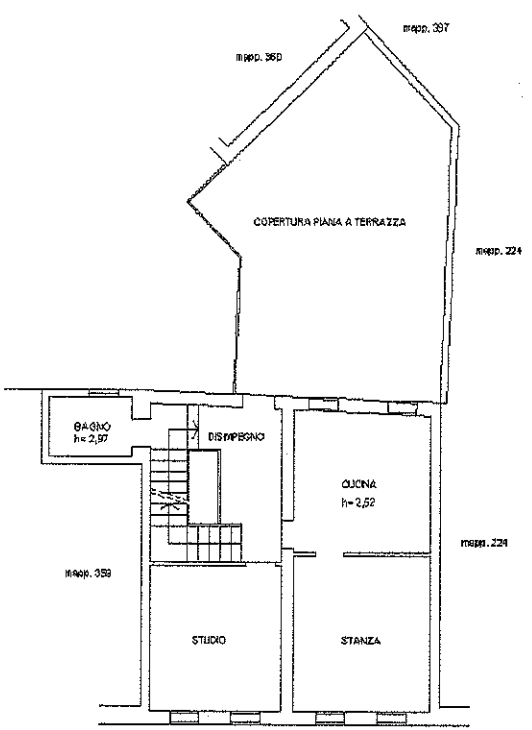 mapp. 397
mapp. 360
COPERTURA PIANA A TERRAZZA
mapp. 224
BAGNO
h= 2,97
DISIMPEGNO
CUCINA
h= 2,52
mapp. 224
mapp. 359
STUDIO
STANZA